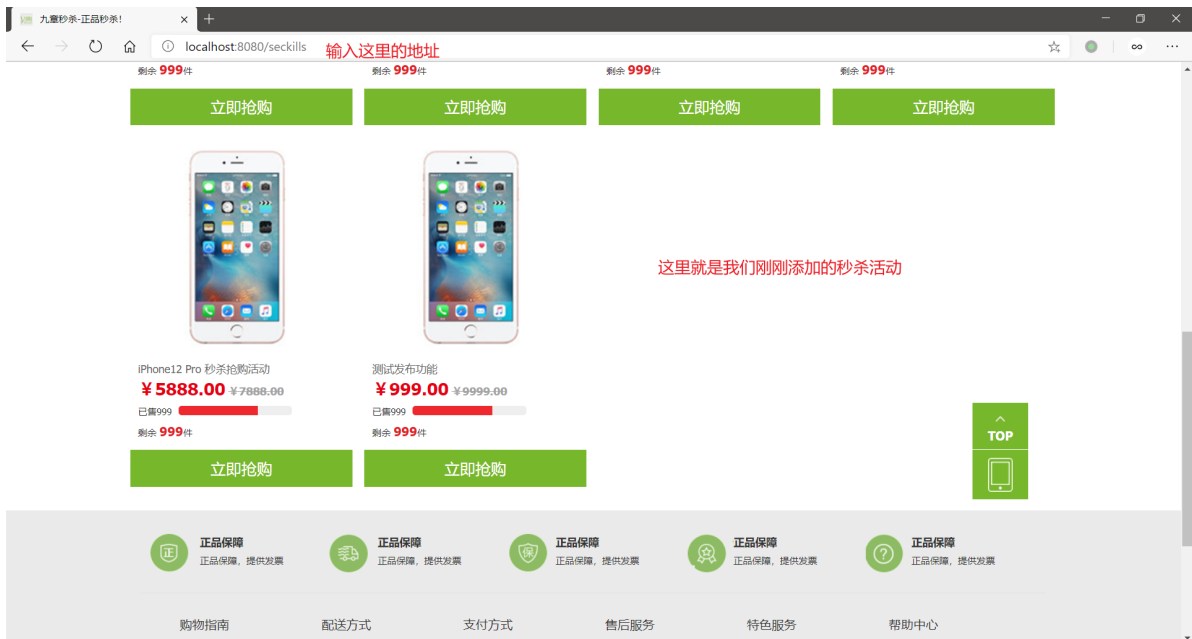 九章秒杀-正品秒杀!
localhost:8080/seckills 输入这里的地址
剩余 999件 剩余 999件 剩余 999件 剩余 999件
立即抢购 立即抢购 立即抢购 立即抢购
这里就是我们刚刚添加的秒杀活动
iPhone12 Pro 秒杀抢购活动 测试发布功能
¥5888.00 ¥7888.00 ¥999.00 ¥9999.00
已售999 已售999
剩余 999件 剩余 999件
TOP
立即抢购 立即抢购
正 保
正品保障 正品保障 正品保障 正品保障 正品保障
正品保障，提供发票 正品保障，提供发票 正品保障，提供发票 正品保障，提供发票 正品保障，提供发票
购物指南 配送方式 支付方式 售后服务 特色服务 帮助中心